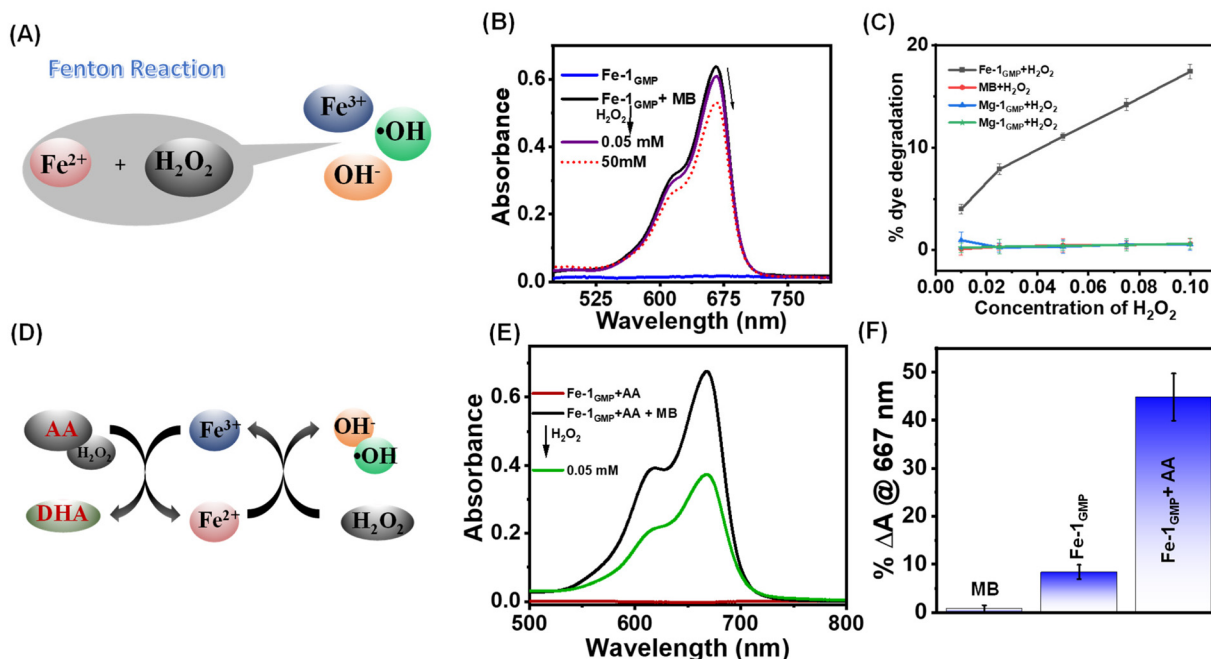 (A)
Fenton Reaction
Fe²⁺
+
H₂O₂
Fe³⁺
•OH
OH⁻
(B)
Absorbance
0.6
0.4
0.2
0.0
Fe-1GMP
Fe-1GMP + MB
H₂O₂
0.05 mM
50mM
525
600
675
750
Wavelength (nm)
(C)
% dye degradation
20
10
0
Fe-1GMP+H₂O₂
MB+H₂O₂
Mg-1GMP+H₂O₂
Mg-1GMP+H₂O₂
0.00
0.02
0.04
0.06
0.08
0.10
Concentration of H₂O₂
(D)
AA
H₂O₂
Fe³⁺
OH⁻
•OH
DHA
Fe²⁺
H₂O₂
(E)
Absorbance
0.6
0.4
0.2
0.0
Fe-1GMP+AA
Fe-1GMP+AA + MB
H₂O₂
0.05 mM
500
600
700
800
Wavelength (nm)
(F)
% ΔA @ 667 nm
50
40
30
20
10
0
MB
Fe-1GMP
Fe-1GMP+ AA